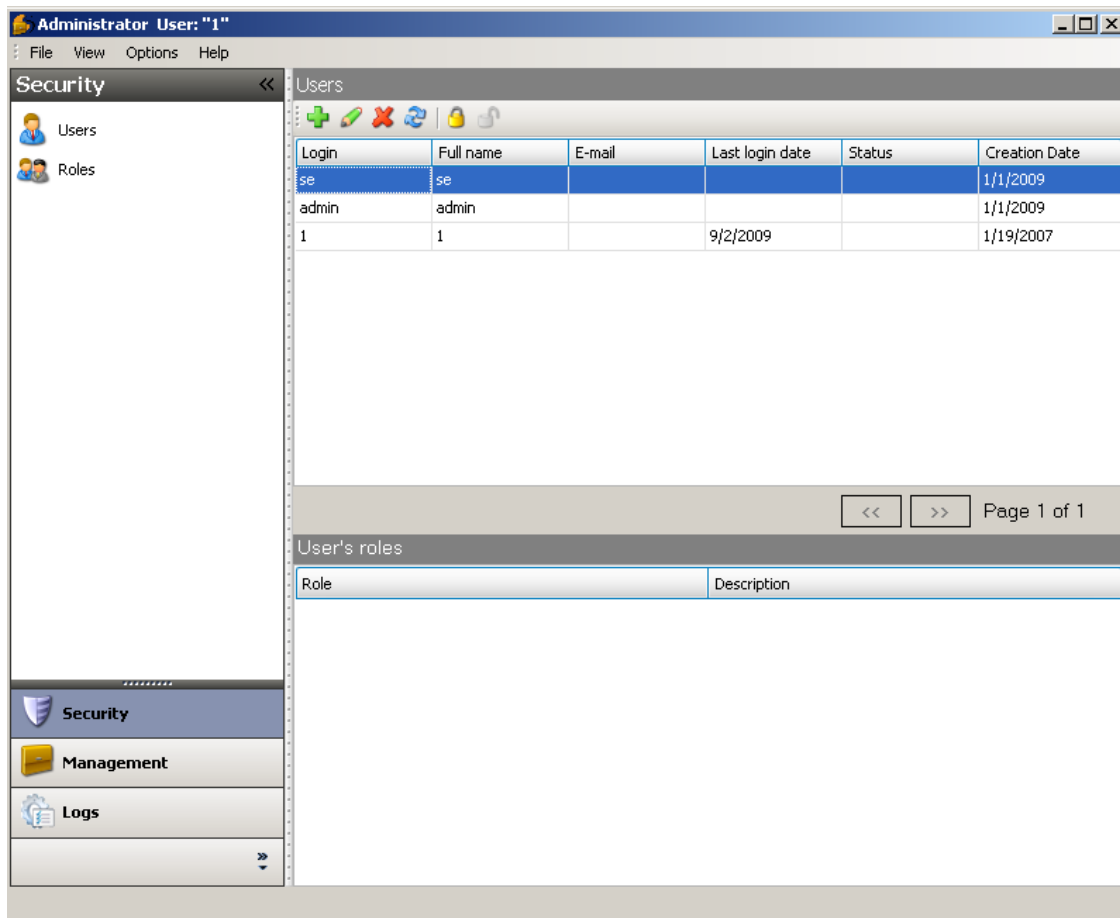 Administrator User: "1"
File View Options Help
Security «
Users
Roles
Users
Login Full name E-mail Last login date Status Creation Date
se se 1/1/2009
admin admin 1/1/2009
1 1 9/2/2009 1/19/2007
<< >> Page 1 of 1
User's roles
Role Description
Security
Management
Logs
»